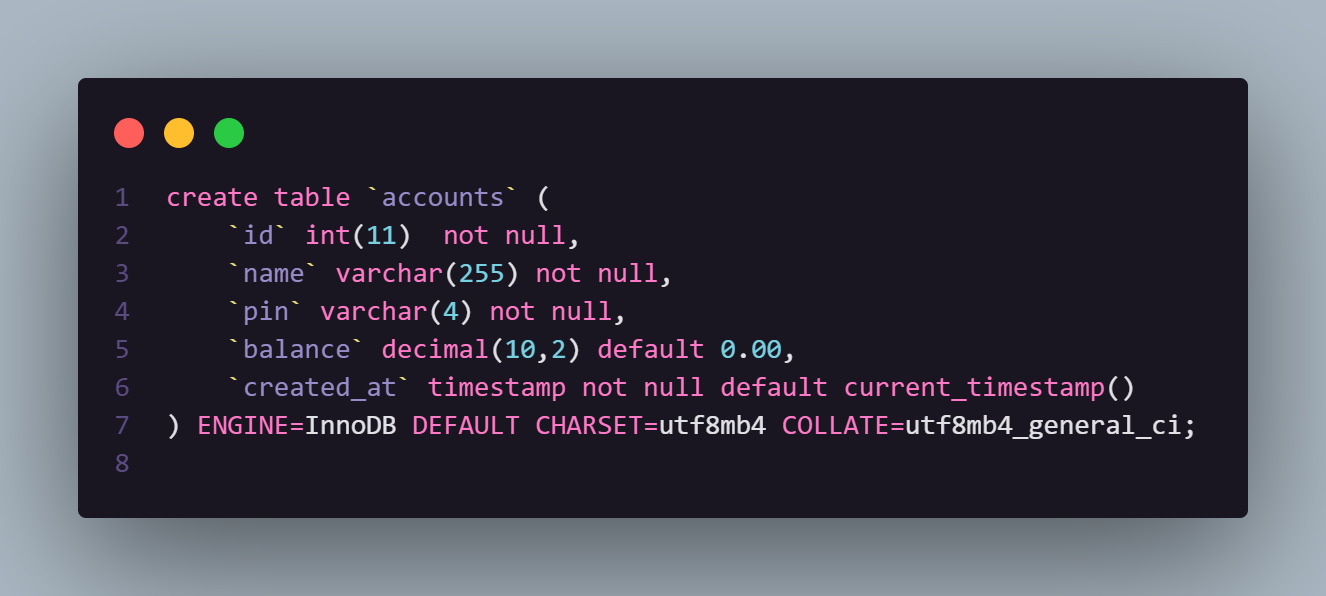 1 create table `accounts` (
2     `id` int(11)  not null,
3     `name` varchar(255) not null,
4     `pin` varchar(4) not null,
5     `balance` decimal(10,2) default 0.00,
6     `created_at` timestamp not null default current_timestamp()
7 ) ENGINE=InnoDB DEFAULT CHARSET=utf8mb4 COLLATE=utf8mb4_general_ci;
8